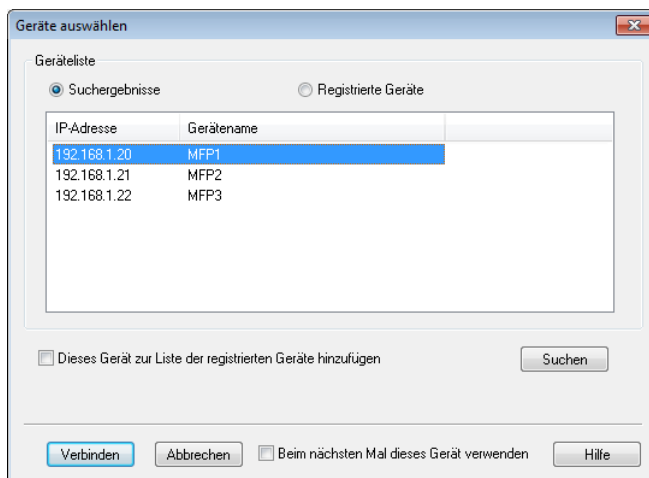 Geräte auswählen
Geräteliste
Suchergebnisse Registrierte Geräte
IP-Adresse Gerätename
192.168.1.20 MFP1
192.168.1.21 MFP2
192.168.1.22 MFP3
Dieses Gerät zur Liste der registrierten Geräte hinzufügen Suchen
Verbinden Abbrechen Beim nächsten Mal dieses Gerät verwenden Hilfe